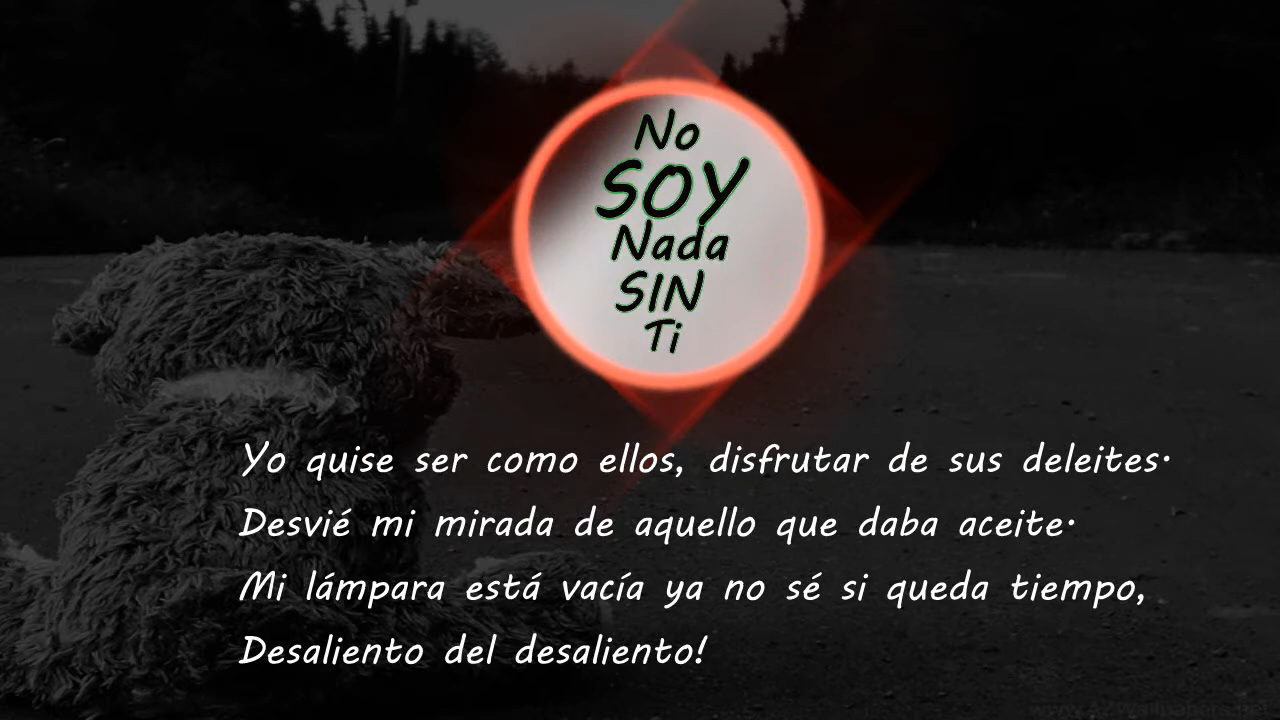 No
SOY
Nada
SIN
Ti
Yo quise ser como ellos, disfrutar de sus deleites.
Desvié mi mirada de aquello que daba aceite.
Mi lámpara está vacía ya no sé si queda tiempo,
Desaliento del desaliento!